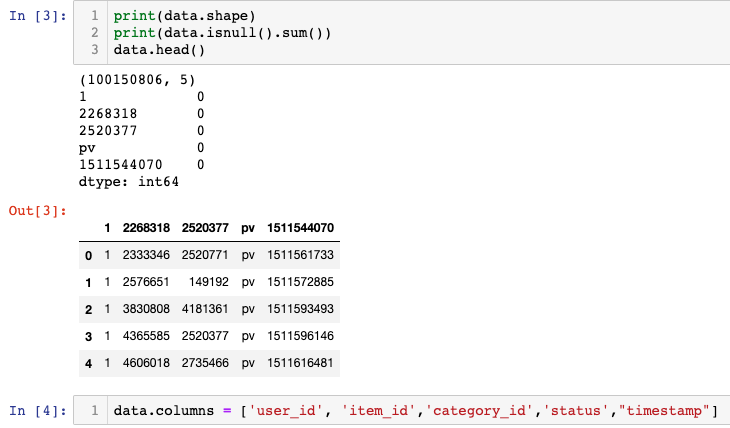 In [3]: 1 print(data.shape)
2 print(data.isnull().sum())
3 data.head()
(100150806, 5)
1 0
2268318 0
2520377 0
pv 0
1511544070 0
dtype: int64
Out[3]:
1 2268318 2520377 pv 1511544070
0 1 2333346 2520771 pv 1511561733
1 1 2576651 149192 pv 1511572885
2 1 3830808 4181361 pv 1511593493
3 1 4365585 2520377 pv 1511596146
4 1 4606018 2735466 pv 1511616481
In [4]: 1 data.columns = ['user_id', 'item_id','category_id','status',"timestamp"]